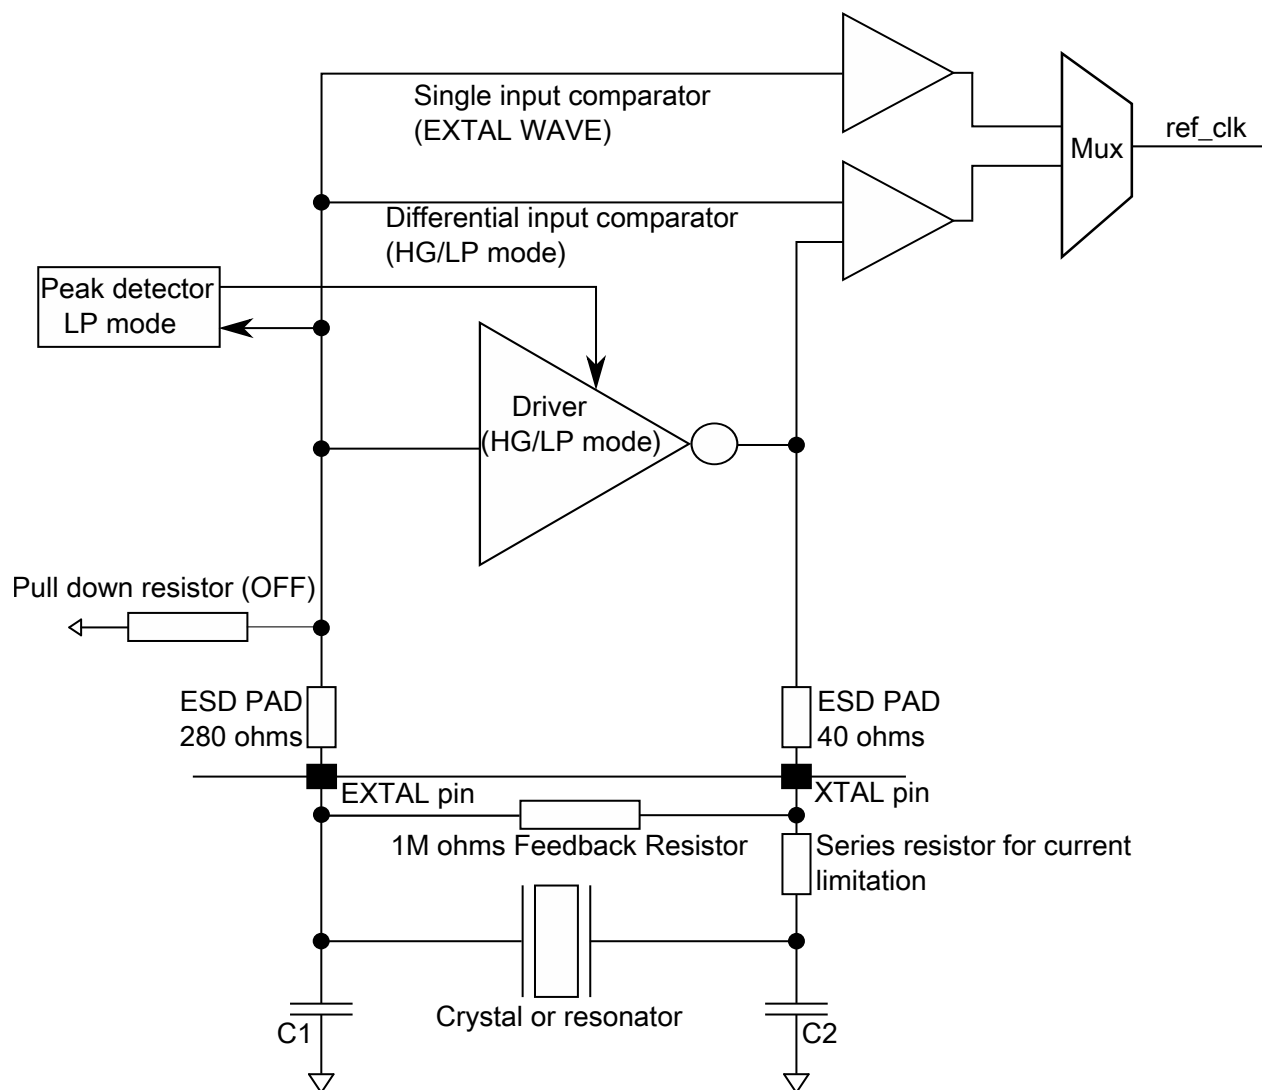 Single input comparator
(EXTAL WAVE)
Mux
ref_clk
Differential input comparator
(HG/LP mode)
Peak detector
LP mode
Driver
(HG/LP mode)
Pull down resistor (OFF)
ESD PAD
280 ohms
ESD PAD
40 ohms
EXTAL pin
XTAL pin
1M ohms Feedback Resistor
Series resistor for current
limitation
Crystal or resonator
C1
C2